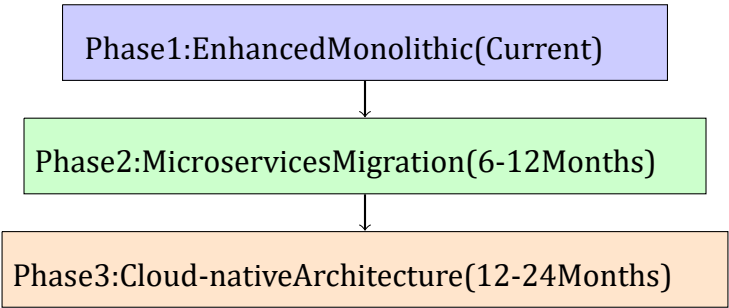 Phase1:EnhancedMonolithic(Current)
Phase2:MicroservicesMigration(6-12Months)
Phase3:Cloud-nativeArchitecture(12-24Months)